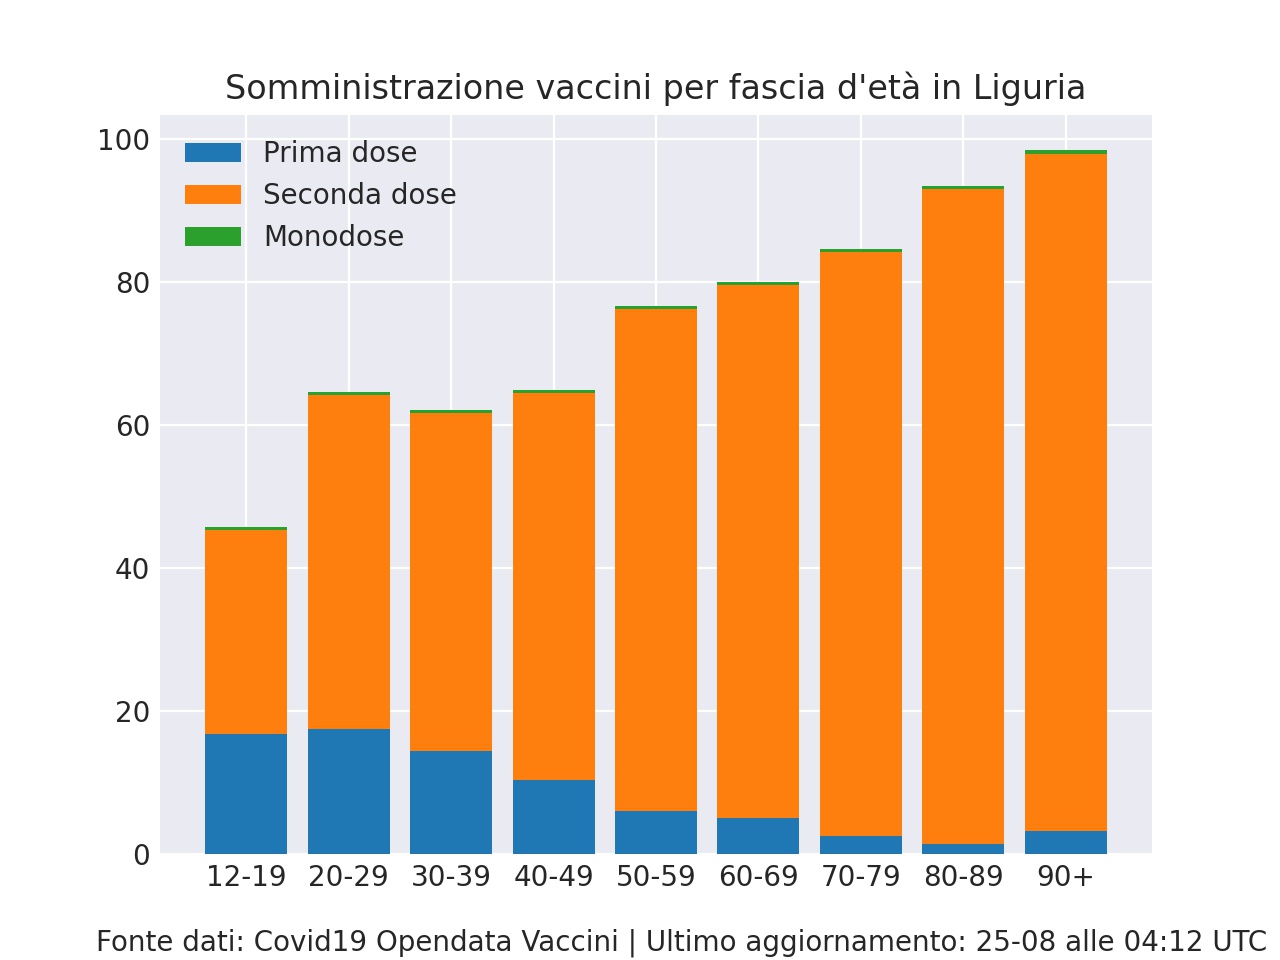 Somministrazione vaccini per fascia d'età in Liguria
Prima dose
Seconda dose
Monodose
100
80
60
40
20
0
12-19 20-29 30-39 40-49 50-59 60-69 70-79 80-89 90+
Fonte dati: Covid19 Opendata Vaccini | Ultimo aggiornamento: 25-08 alle 04:12 UTC